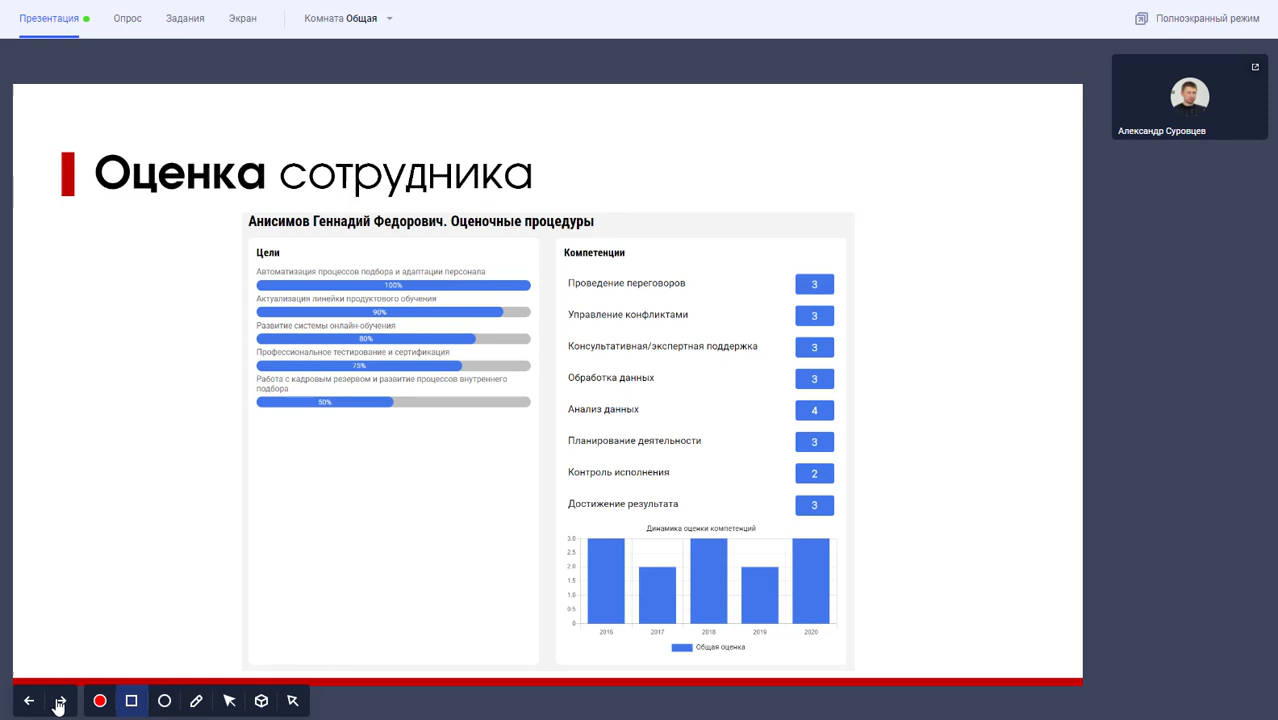 Презентация
Опрос
Задания
Экран
Комната Общая
Полноэкранный режим
Александр Суровцев
Оценка сотрудника
Анисимов Геннадий Федорович. Оценочные процедуры
Цели
Автоматизация процессов подбора и адаптации персонала
100%
Актуализация линейки продуктового обучения
90%
Развитие системы онлайн-обучения
80%
Профессиональное тестирование и сертификация
75%
Работа с кадровым резервом и развитие процессов внутреннего
подбора
50%
Компетенции
Проведение переговоров 3
Управление конфликтами 3
Консультативная/экспертная поддержка 3
Обработка данных 3
Анализ данных 4
Планирование деятельности 3
Контроль исполнения 2
Достижение результата 3
Динамика оценки компетенций
3.0
2.5
2.0
1.5
1.0
0.5
0
2016 2017 2018 2019 2020
Общая оценка